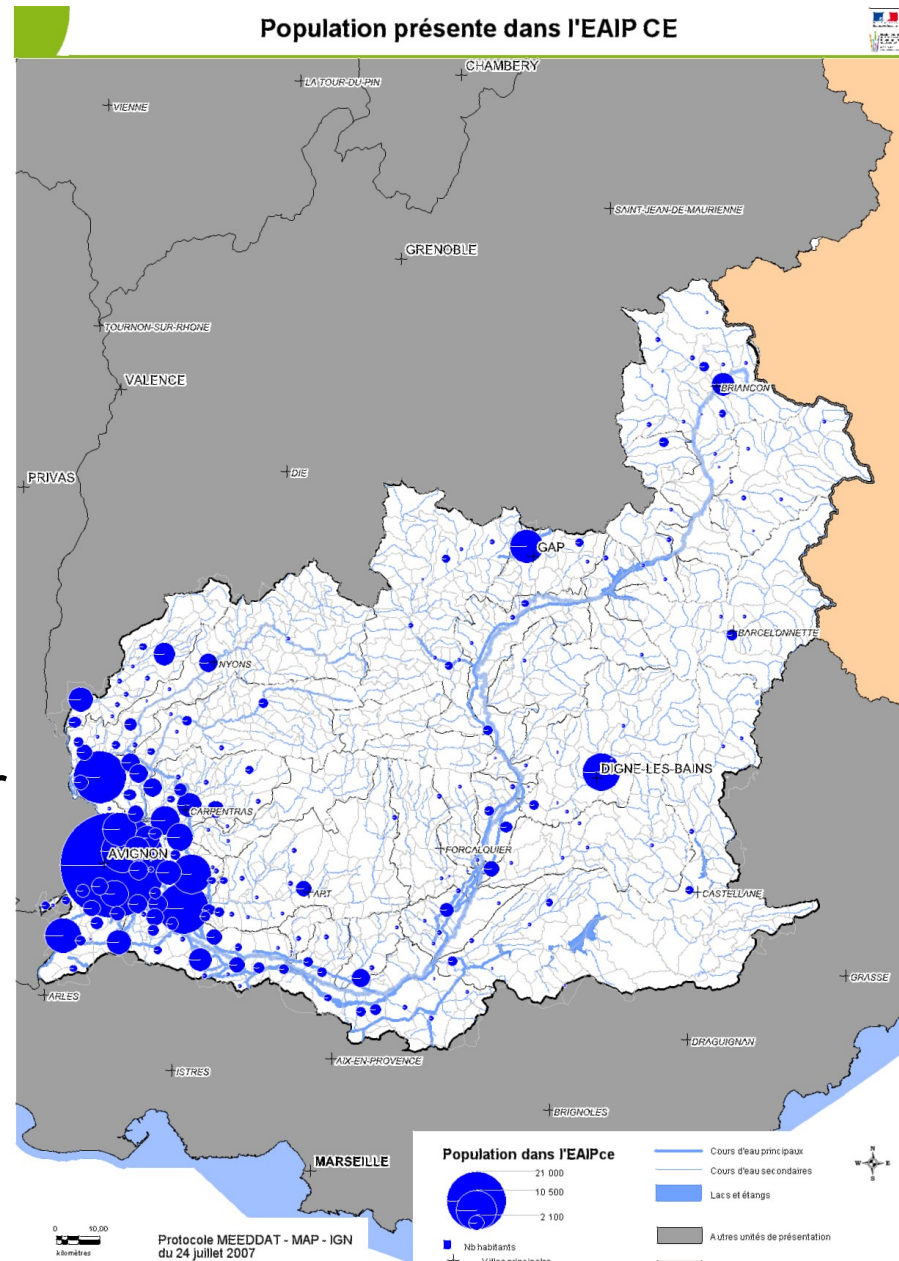 Population présente dans l'EAIP CE
CHAMBERY
LA TOUR-DU-PIN
VIENNE
SAINT-JEAN-DE-MAURIENNE
GRENOBLE
TOURNON-SUR-RHONE
VALENCE
BRIANCON
DIE
PRIVAS
GAP
BARCELONNETTE
NYONS
DIGNE-LES-BAINS
CARPENTRAS
FORCALQUIER
AVIGNON
APT
CASTELLANE
GRASSE
ARLES
DRAGUIGNAN
AIX-EN-PROVENCE
ISTRES
BRIGNOLES
MARSEILLE
Population dans l'EAIPce
21 000
10 500
2 100
Nb habitants
Villes principales
Cours d'eau principaux
Cours d'eau secondaires
Lacs et étangs
Autres unités de présentation
N
W
E
S
0 10,00
kilomètres
Protocole MEEDDAT - MAP - IGN
du 24 juillet 2007